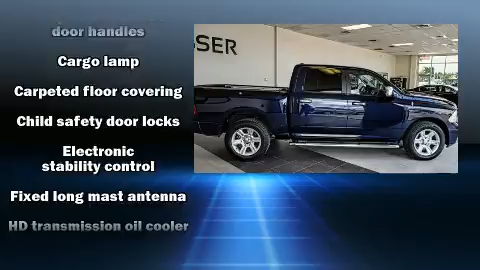 door handles
Cargo lamp
Carpeted floor covering
Child safety door locks
Electronic
stability control
Fixed long mast antenna
HD transmission oil cooler
SSER